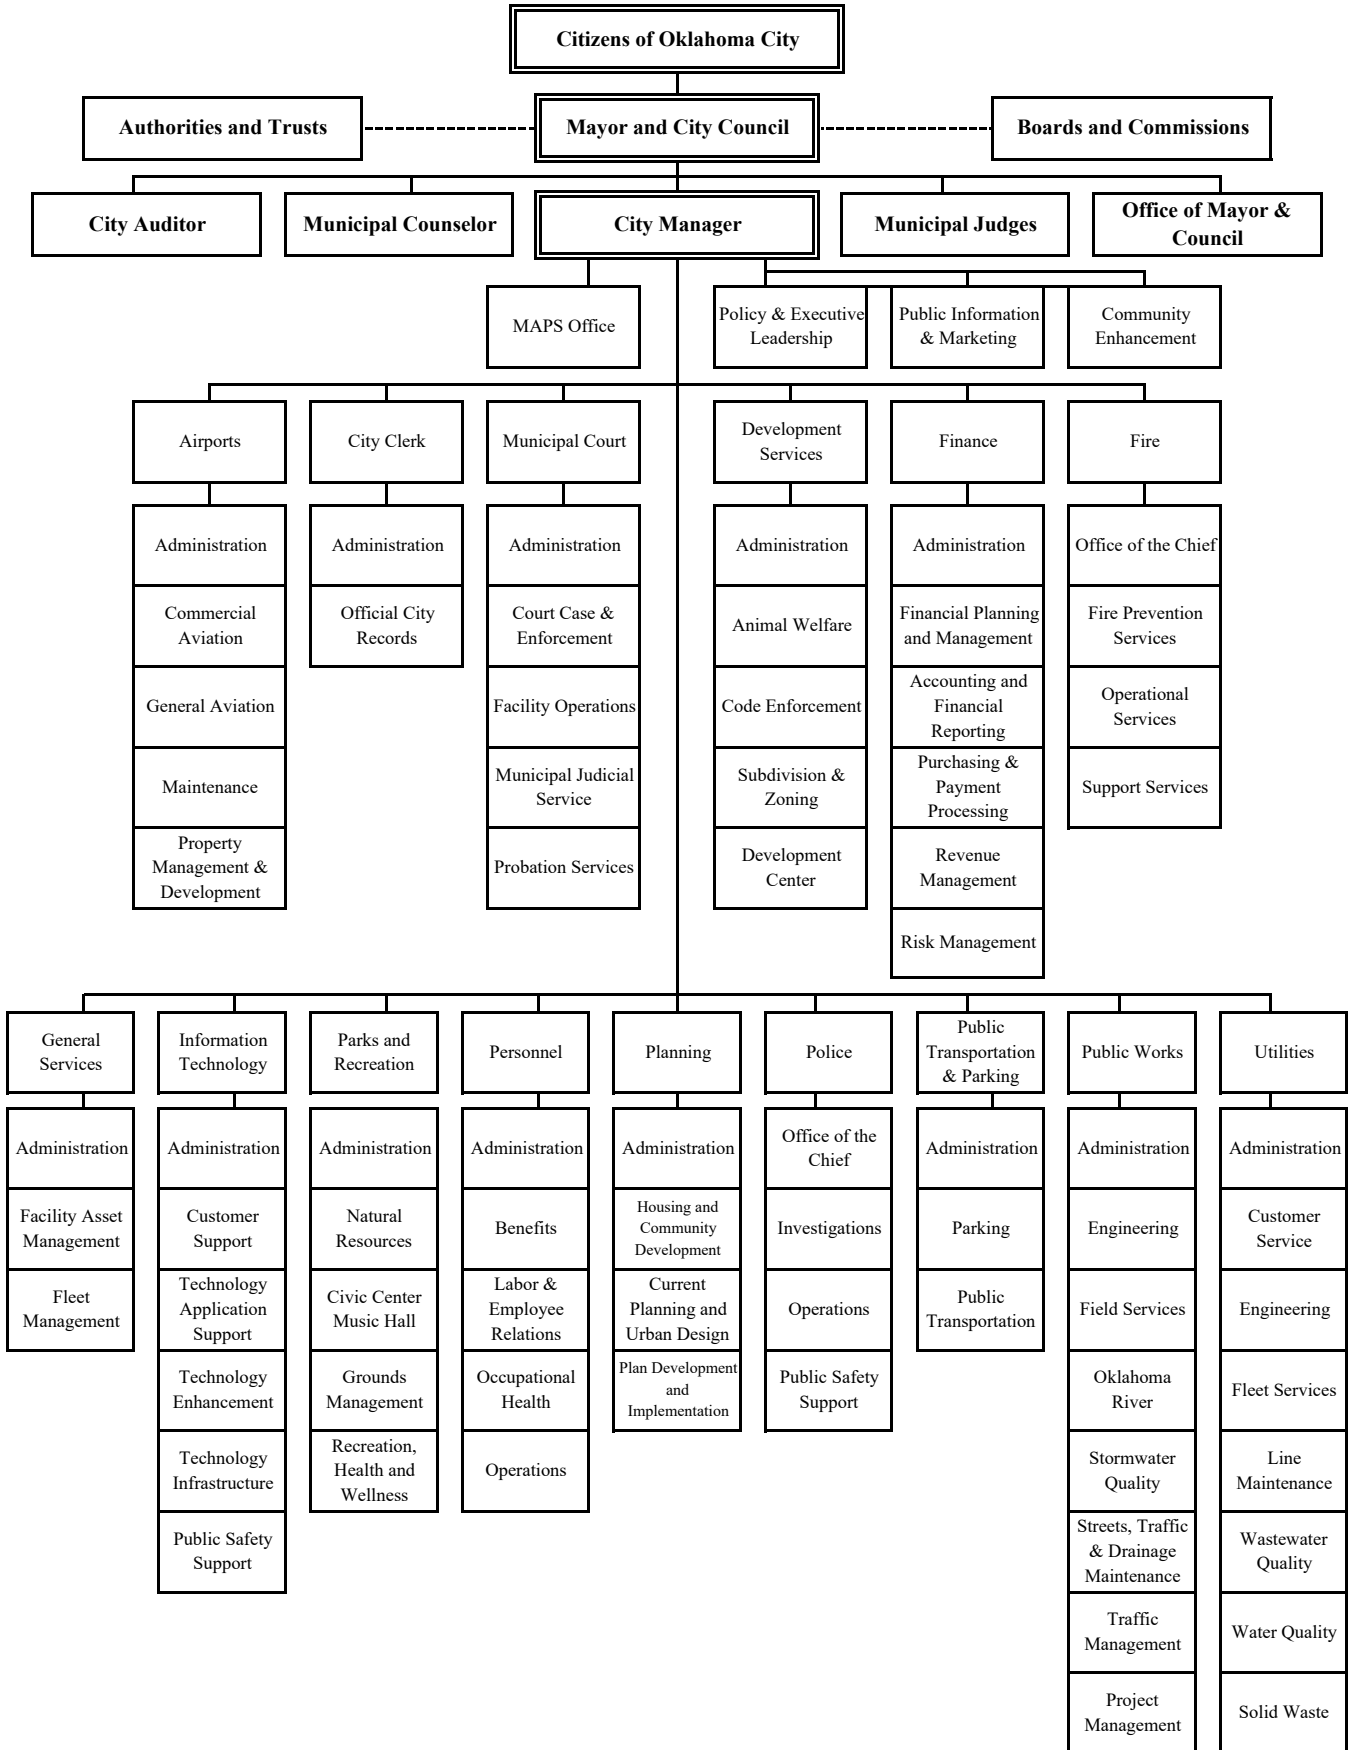 Citizens of Oklahoma City
Authorities and Trusts
Mayor and City Council
Boards and Commissions
City Auditor
Municipal Counselor
City Manager
Municipal Judges
Office of Mayor &
Council
MAPS Office
Policy & Executive
Leadership
Public Information
& Marketing
Community
Enhancement
Airports
City Clerk
Municipal Court
Development
Services
Finance
Fire
Administration
Commercial
Aviation
General Aviation
Maintenance
Property
Management &
Development
Administration
Official City
Records
Administration
Court Case &
Enforcement
Facility Operations
Municipal Judicial
Service
Probation Services
Administration
Animal Welfare
Code Enforcement
Subdivision &
Zoning
Development
Center
Administration
Financial Planning
and Management
Accounting and
Financial
Reporting
Purchasing &
Payment
Processing
Revenue
Management
Risk Management
Office of the Chief
Fire Prevention
Services
Operational
Services
Support Services
General
Services
Information
Technology
Parks and
Recreation
Personnel
Planning
Police
Public
Transportation
& Parking
Public Works
Utilities
Administration
Facility Asset
Management
Fleet
Management
Administration
Customer
Support
Technology
Application
Support
Technology
Enhancement
Technology
Infrastructure
Public Safety
Support
Administration
Natural
Resources
Civic Center
Music Hall
Grounds
Management
Recreation,
Health and
Wellness
Administration
Benefits
Labor &
Employee
Relations
Occupational
Health
Operations
Administration
Housing and
Community
Development
Current
Planning and
Urban Design
Plan Development
and
Implementation
Office of the
Chief
Investigations
Operations
Public Safety
Support
Administration
Parking
Public
Transportation
Administration
Engineering
Field Services
Oklahoma
River
Stormwater
Quality
Streets, Traffic
& Drainage
Maintenance
Traffic
Management
Project
Management
Administration
Customer
Service
Engineering
Fleet Services
Line
Maintenance
Wastewater
Quality
Water Quality
Solid Waste